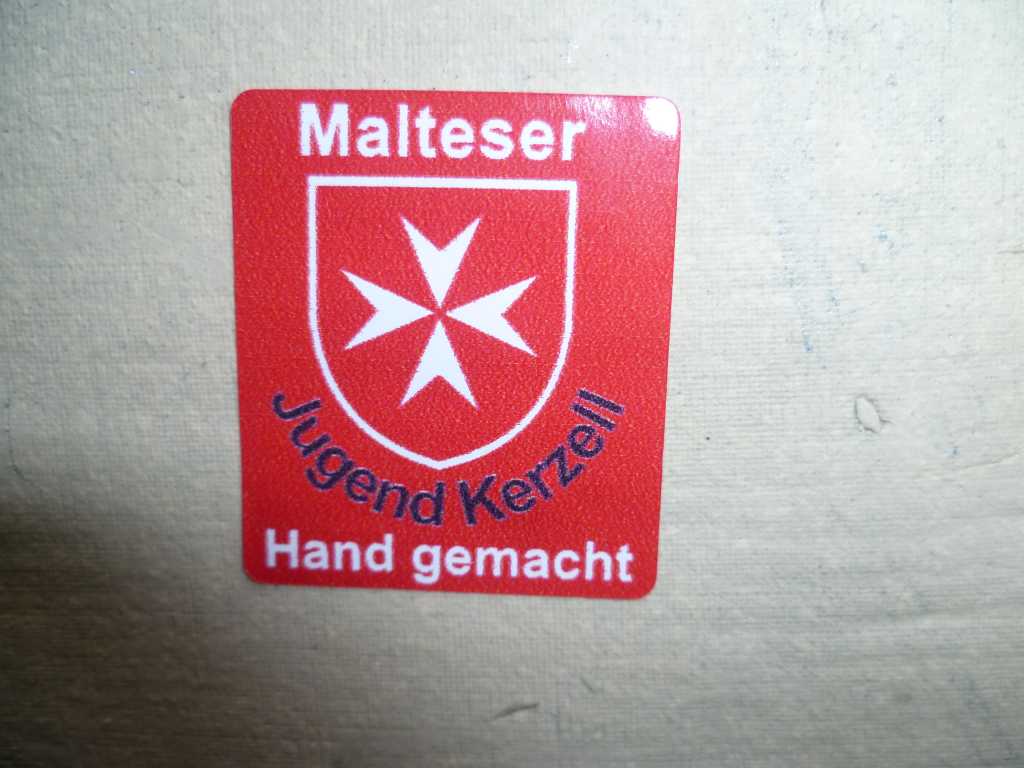 Malteser
Jugend Kerzell
Hand gemacht